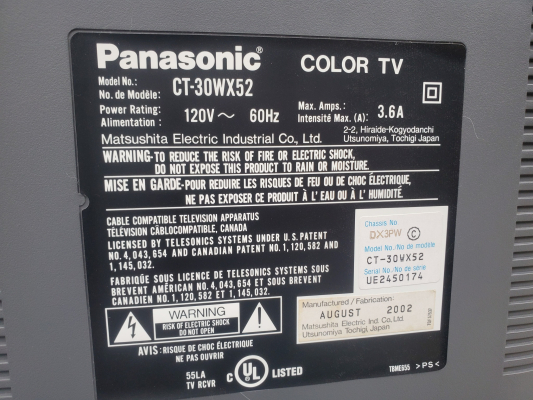 Panasonic® COLOR TV
Model No.: CT-30WX52
No. de Modèle:
Power Rating: 120V~ 60Hz Max. Amps.: 3.6A
Alimentation : Intensité Max. (A):
Matsushita Electric Industrial Co., Ltd. 2-2, Hiraide-Kogyodanchi
Utsunomiya, Tochigi Japan
WARNING-TO REDUCE THE RISK OF FIRE OR ELECTRIC SHOCK,
DO NOT EXPOSE THIS PRODUCT TO RAIN OR MOISTURE.
MISE EN GARDE-POUR REDUIRE LES RISQUES DE FEU OU DE CHOC ÉLECTRIQUE,
NE PAS EXPOSER CE PRODUIT À L' EAU OU À L' HUMIDITÉ.
CABLE COMPATIBLE TELEVISION APPARATUS
TÉLÉVISION CÂBLOCOMPATIBLE, CANADA
LICENSED BY TELESONICS SYSTEMS UNDER U.S. PATENT
NO. 4,043,654 AND CANADIAN PATENT NO. 1,120,582 AND
1,145,032.
FABRIQUÉ SOUS LICENCE DE TELESONICS SYSTEMS SOUS
BREVENT AMÉRICAN NO. 4,043,654 ET SOUS BREVENT
CANADIEN NO. 1,120,582 ET 1,145,032.
Chassis No
DX3PW C
Model No./No de modèle
CT-30WX52
Serial No./No de série
UE2450174
Manufactured / Fabrication:
AUGUST 2002
Matsushita Electric Ind. Co.Ltd.
Utsunomiya, Tochigi Japan
WARNING
RISK OF ELECTRIC SHOCK
DO NOT OPEN
AVIS: RISQUE DE CHOC ÉLECTRIQUE
NE PAS OUVRIR
55LA
TV RCVR
C UL® LISTED
TBME655 >PS<